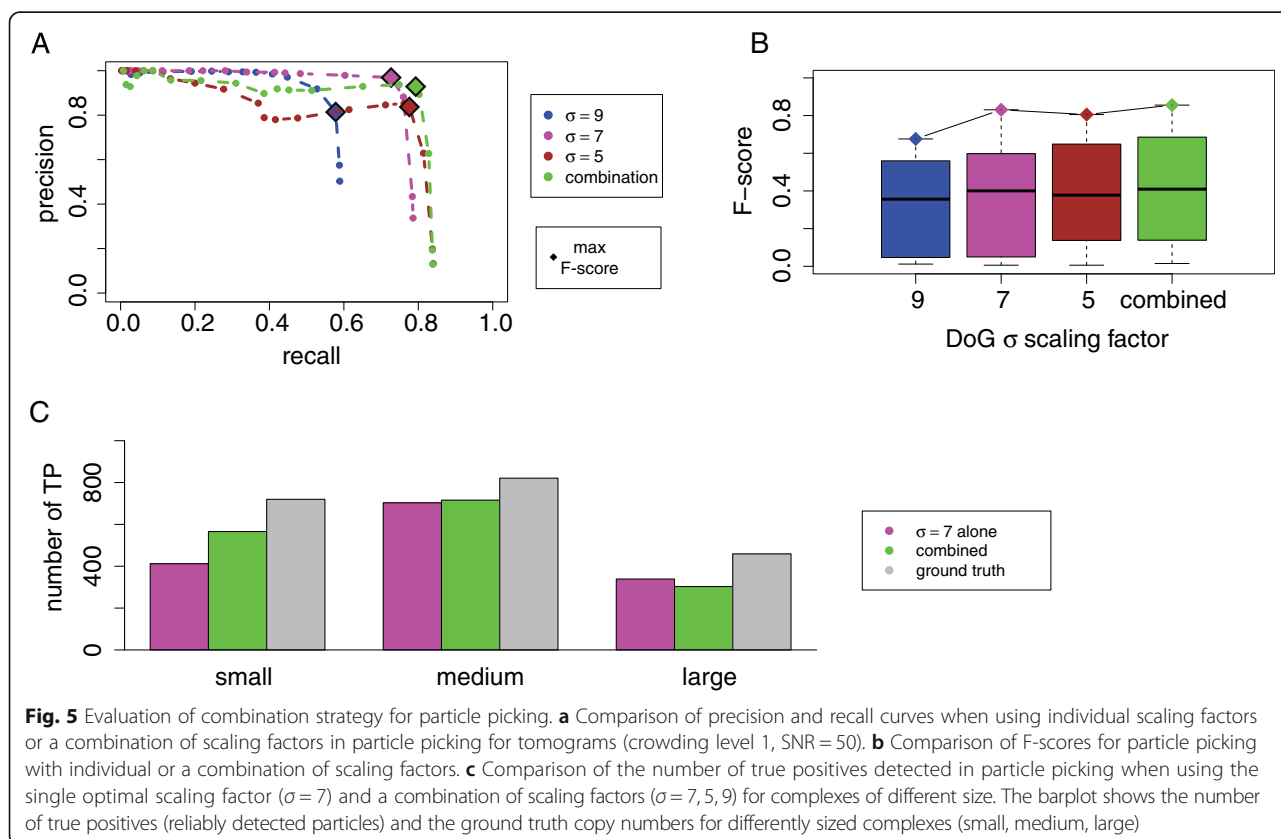 A
precision
0.0
0.4
0.8
0.0 0.2 0.4 0.6 0.8 1.0
recall
σ = 9
σ = 7
σ = 5
combination
max
F-score
B
F-score
0.0
0.4
0.8
9 7 5 combined
DoG σ scaling factor
C
number of TP
0
400
800
small medium large
σ = 7 alone
combined
ground truth
Fig. 5 Evaluation of combination strategy for particle picking. a Comparison of precision and recall curves when using individual scaling factors
or a combination of scaling factors in particle picking for tomograms (crowding level 1, SNR = 50). b Comparison of F-scores for particle picking
with individual or a combination of scaling factors. c Comparison of the number of true positives detected in particle picking when using the
single optimal scaling factor (σ = 7) and a combination of scaling factors (σ = 7, 5, 9) for complexes of different size. The barplot shows the number
of true positives (reliably detected particles) and the ground truth copy numbers for differently sized complexes (small, medium, large)